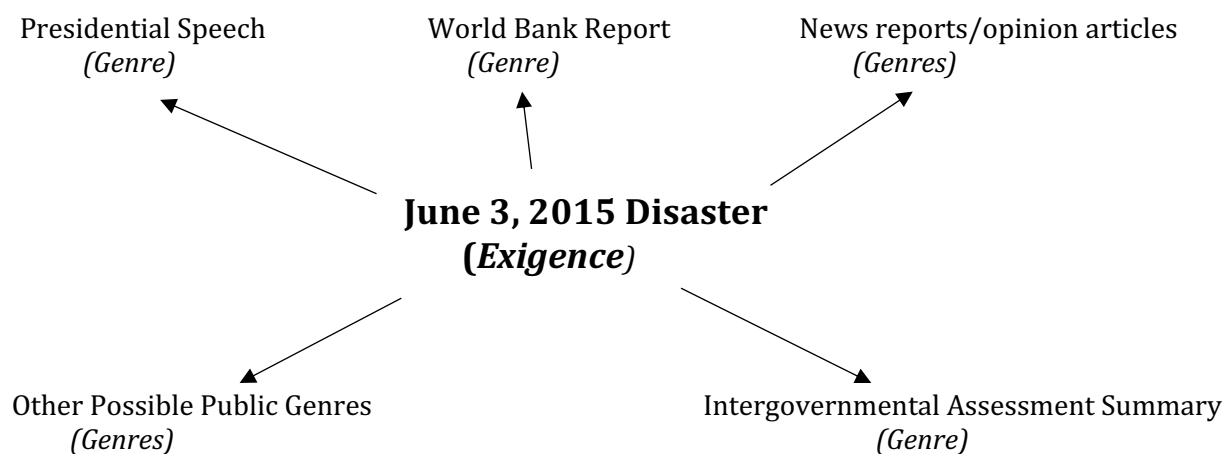 Presidential Speech
(Genre)
World Bank Report
(Genre)
News reports/opinion articles
(Genres)
June 3, 2015 Disaster
(Exigence)
Other Possible Public Genres
(Genres)
Intergovernmental Assessment Summary
(Genre)